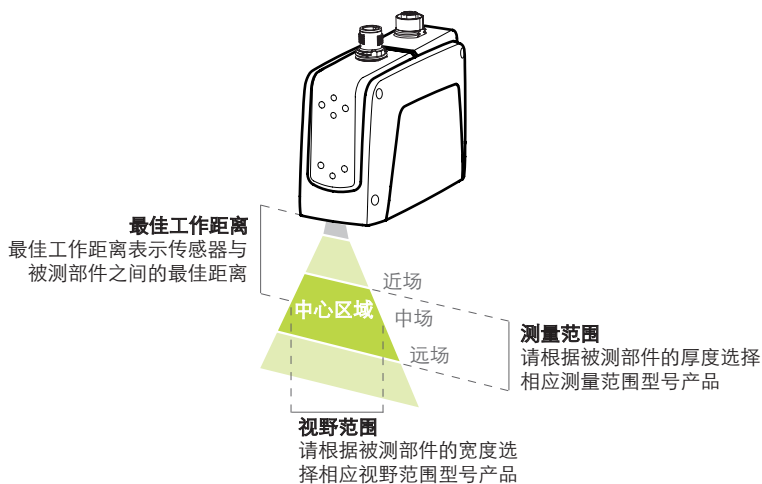 最佳工作距离
最佳工作距离表示传感器与
被测部件之间的最佳距离
近场
中心区域
中场
远场
测量范围
请根据被测部件的厚度选择
相应测量范围型号产品
视野范围
请根据被测部件的宽度选
择相应视野范围型号产品